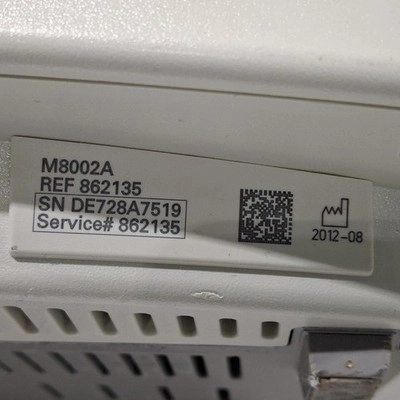 M8002A
REF 862135
SN DE728A7519
Service# 862135
2012-08